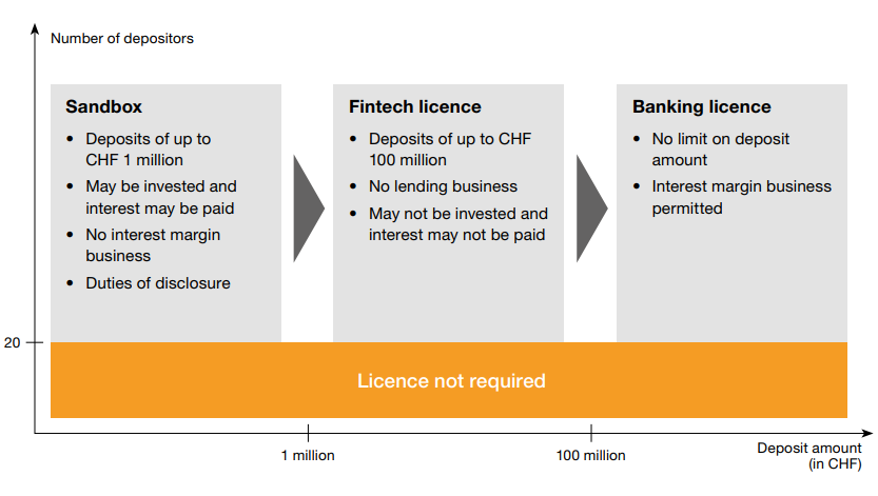 Number of depositors
Sandbox
• Deposits of up to
CHF 1 million
• May be invested and
interest may be paid
• No interest margin
business
• Duties of disclosure
Fintech licence
• Deposits of up to CHF
100 million
• No lending business
• May not be invested and
interest may not be paid
Banking licence
• No limit on deposit
amount
• Interest margin business
permitted
20
Licence not required
1 million
100 million
Deposit amount
(in CHF)